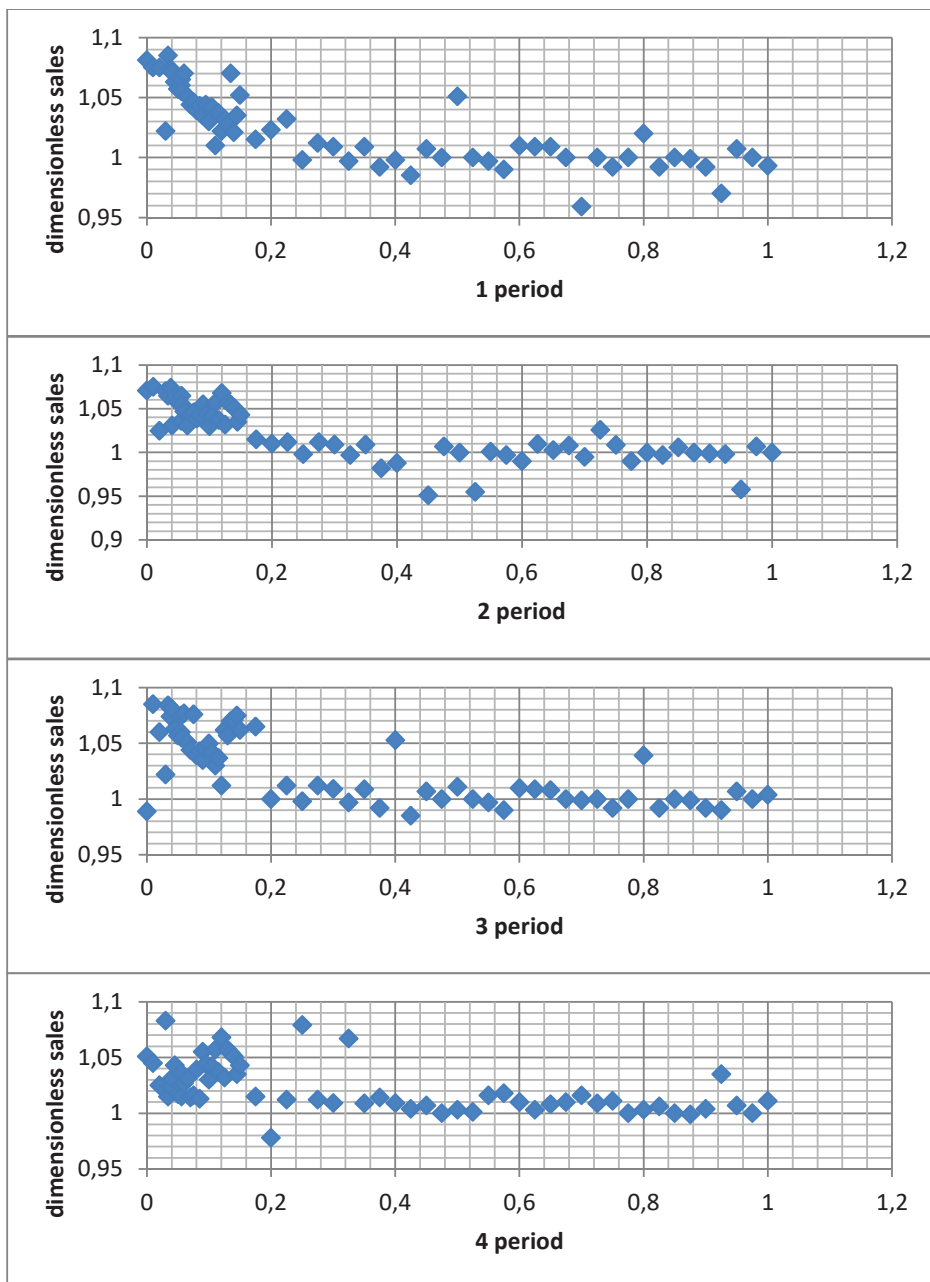 dimensionless sales
1,1
1,05
1
0,95
0 0,2 0,4 0,6 0,8 1 1,2
1 period
dimensionless sales
1,1
1,05
1
0,95
0,9
0 0,2 0,4 0,6 0,8 1 1,2
2 period
dimensionless sales
1,1
1,05
1
0,95
0 0,2 0,4 0,6 0,8 1 1,2
3 period
dimensionless sales
1,1
1,05
1
0,95
0 0,2 0,4 0,6 0,8 1 1,2
4 period